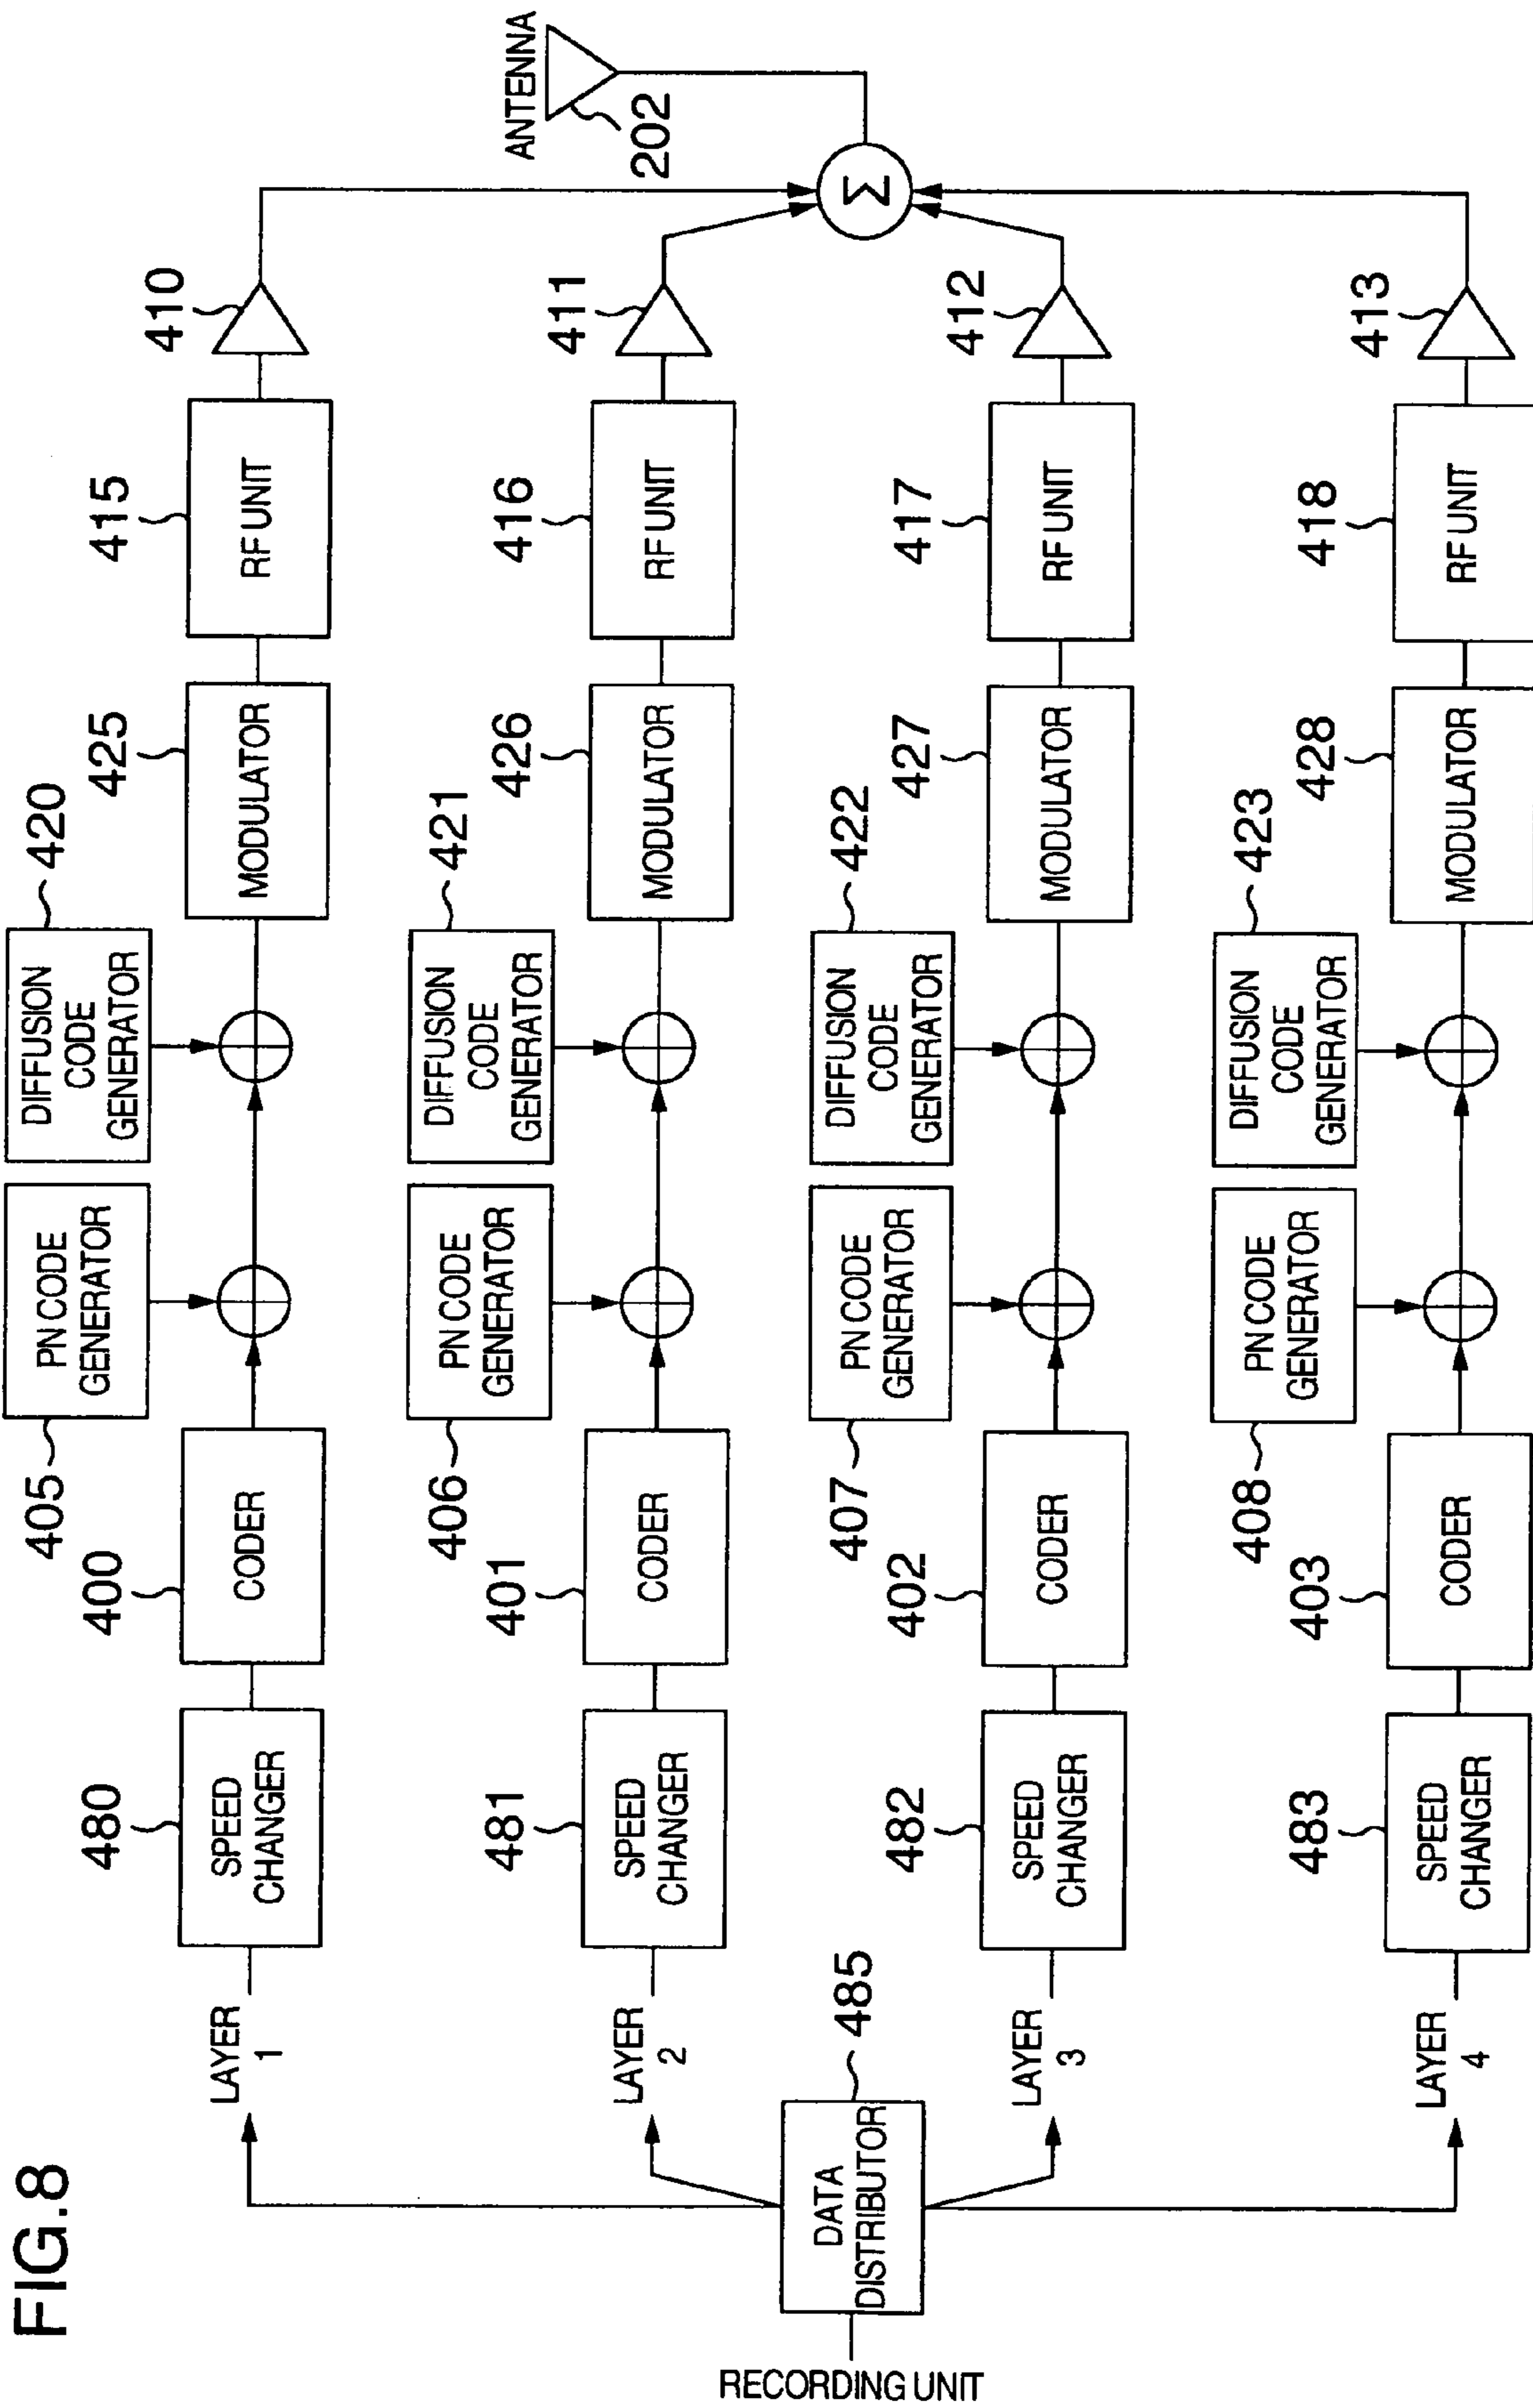 FIG.8
RECORDING UNIT
DATA
DISTRIBUTOR
485
LAYER
1
480
SPEED
CHANGER
400
CODER
405
PN CODE
GENERATOR
DIFFUSION
CODE
GENERATOR
420
425
MODULATOR
415
RF UNIT
410
LAYER
2
481
SPEED
CHANGER
401
CODER
406
PN CODE
GENERATOR
DIFFUSION
CODE
GENERATOR
421
426
MODULATOR
416
RF UNIT
411
LAYER
3
482
SPEED
CHANGER
402
CODER
407
PN CODE
GENERATOR
DIFFUSION
CODE
GENERATOR
422
427
MODULATOR
417
RF UNIT
412
LAYER
4
483
SPEED
CHANGER
403
CODER
408
PN CODE
GENERATOR
DIFFUSION
CODE
GENERATOR
423
428
MODULATOR
418
RF UNIT
413
Σ
ANTENNA
202